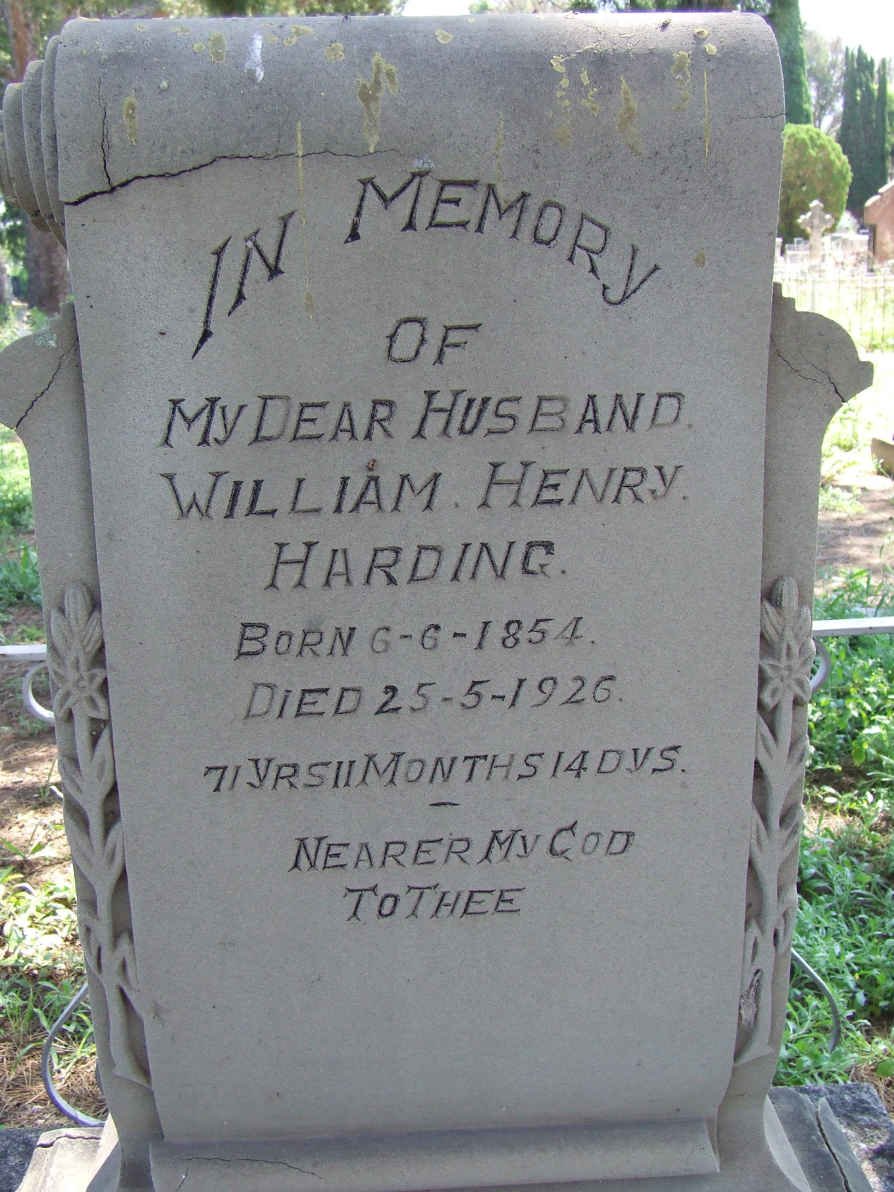 IN MEMORY
OF
MY DEAR HUSBAND.
WILLIAM. HENRY.
HARDING.
BORN 6-6-1854.
DIED 25-5-1926.
71 YRS 11 MONTHS 14 DYS.
NEARER MY GOD
TO THEE